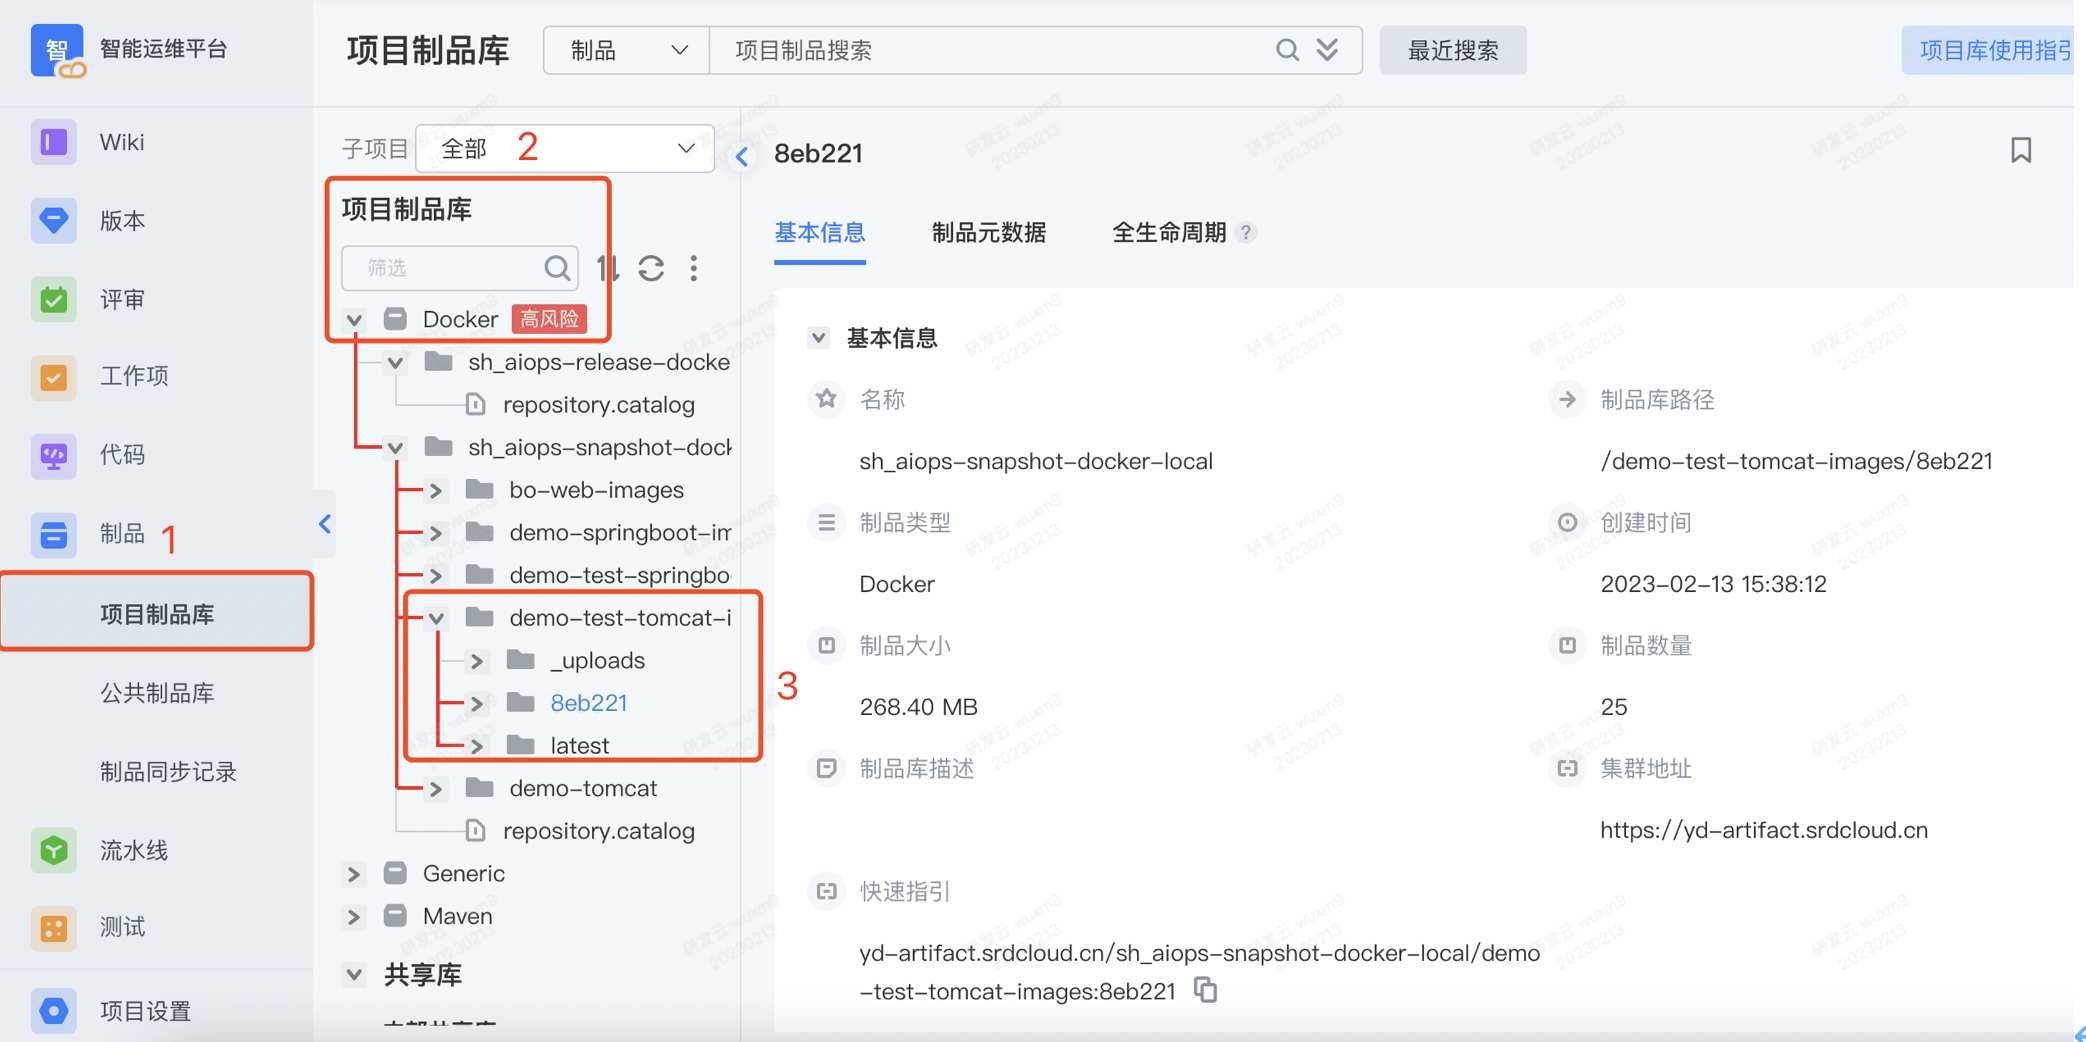 智 智能运维平台
项目制品库
制品
项目制品搜索
最近搜索
项目库使用指引
Wiki
版本
评审
工作项
代码
制品 1
项目制品库
公共制品库
制品同步记录
流水线
测试
项目设置
子项目
全部 2
项目制品库
筛选
Docker 高风险
sh_aiops-release-docke
repository.catalog
sh_aiops-snapshot-dock
bo-web-images
demo-springboot-im
demo-test-springbo
demo-test-tomcat-i
_uploads
8eb221
latest
3
demo-tomcat
repository.catalog
Generic
Maven
共享库
8eb221
基本信息
制品元数据
全生命周期 ?
基本信息
名称
sh_aiops-snapshot-docker-local
制品库路径
/demo-test-tomcat-images/8eb221
制品类型
Docker
创建时间
2023-02-13 15:38:12
制品大小
268.40 MB
制品数量
25
制品库描述
集群地址
https://yd-artifact.srdcloud.cn
快速指引
yd-artifact.srdcloud.cn/sh_aiops-snapshot-docker-local/demo
-test-tomcat-images:8eb221
研发云 wuxm9
20230213